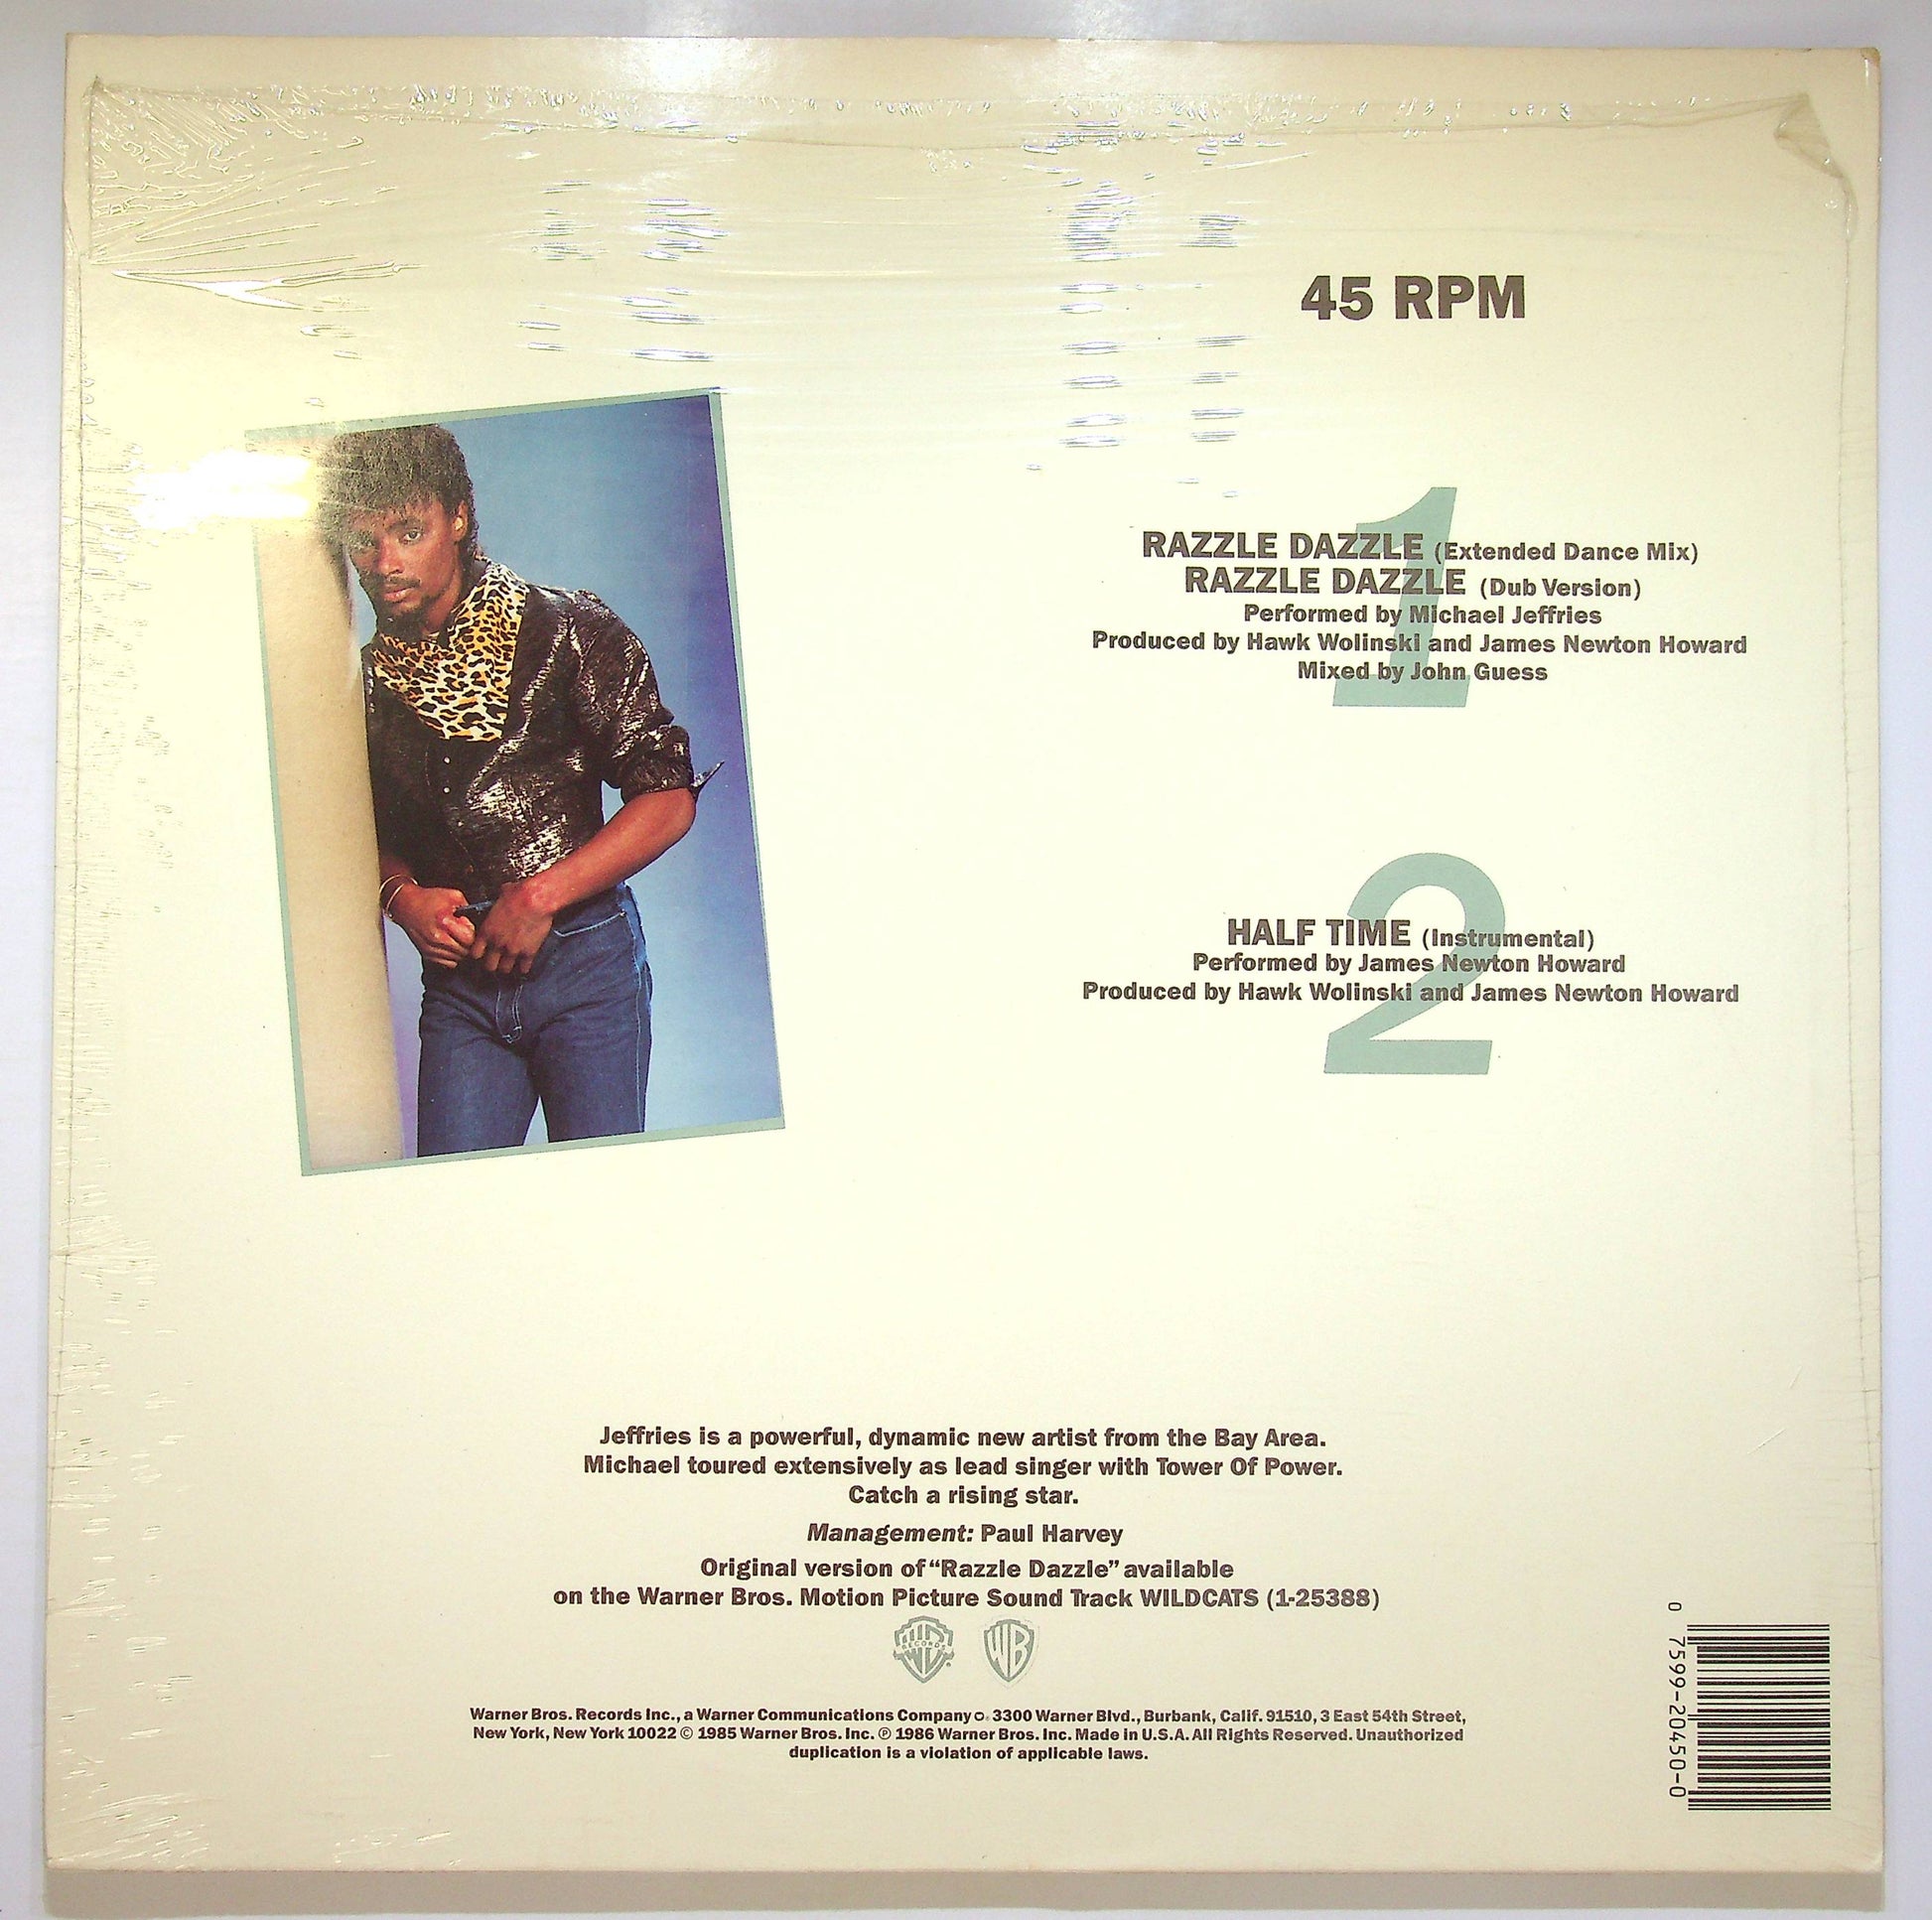 45 RPM
1
RAZZLE DAZZLE (Extended Dance Mix)
RAZZLE DAZZLE (Dub Version)
Performed by Michael Jeffries
Produced by Hawk Wolinski and James Newton Howard
Mixed by John Guess
2
HALF TIME (Instrumental)
Performed by James Newton Howard
Produced by Hawk Wolinski and James Newton Howard
Jeffries is a powerful, dynamic new artist from the Bay Area.
Michael toured extensively as lead singer with Tower Of Power.
Catch a rising star.
Management: Paul Harvey
Original version of “Razzle Dazzle” available
on the Warner Bros. Motion Picture Sound Track WILDCATS (1-25388)
WB RECORDS WB
Warner Bros. Records Inc., a Warner Communications Company 3300 Warner Blvd., Burbank, Calif. 91510, 3 East 54th Street,
New York, New York 10022 © 1985 Warner Bros. Inc. ℗ 1986 Warner Bros. Inc. Made in U.S.A. All Rights Reserved. Unauthorized
duplication is a violation of applicable laws.
0 7599-20450-0